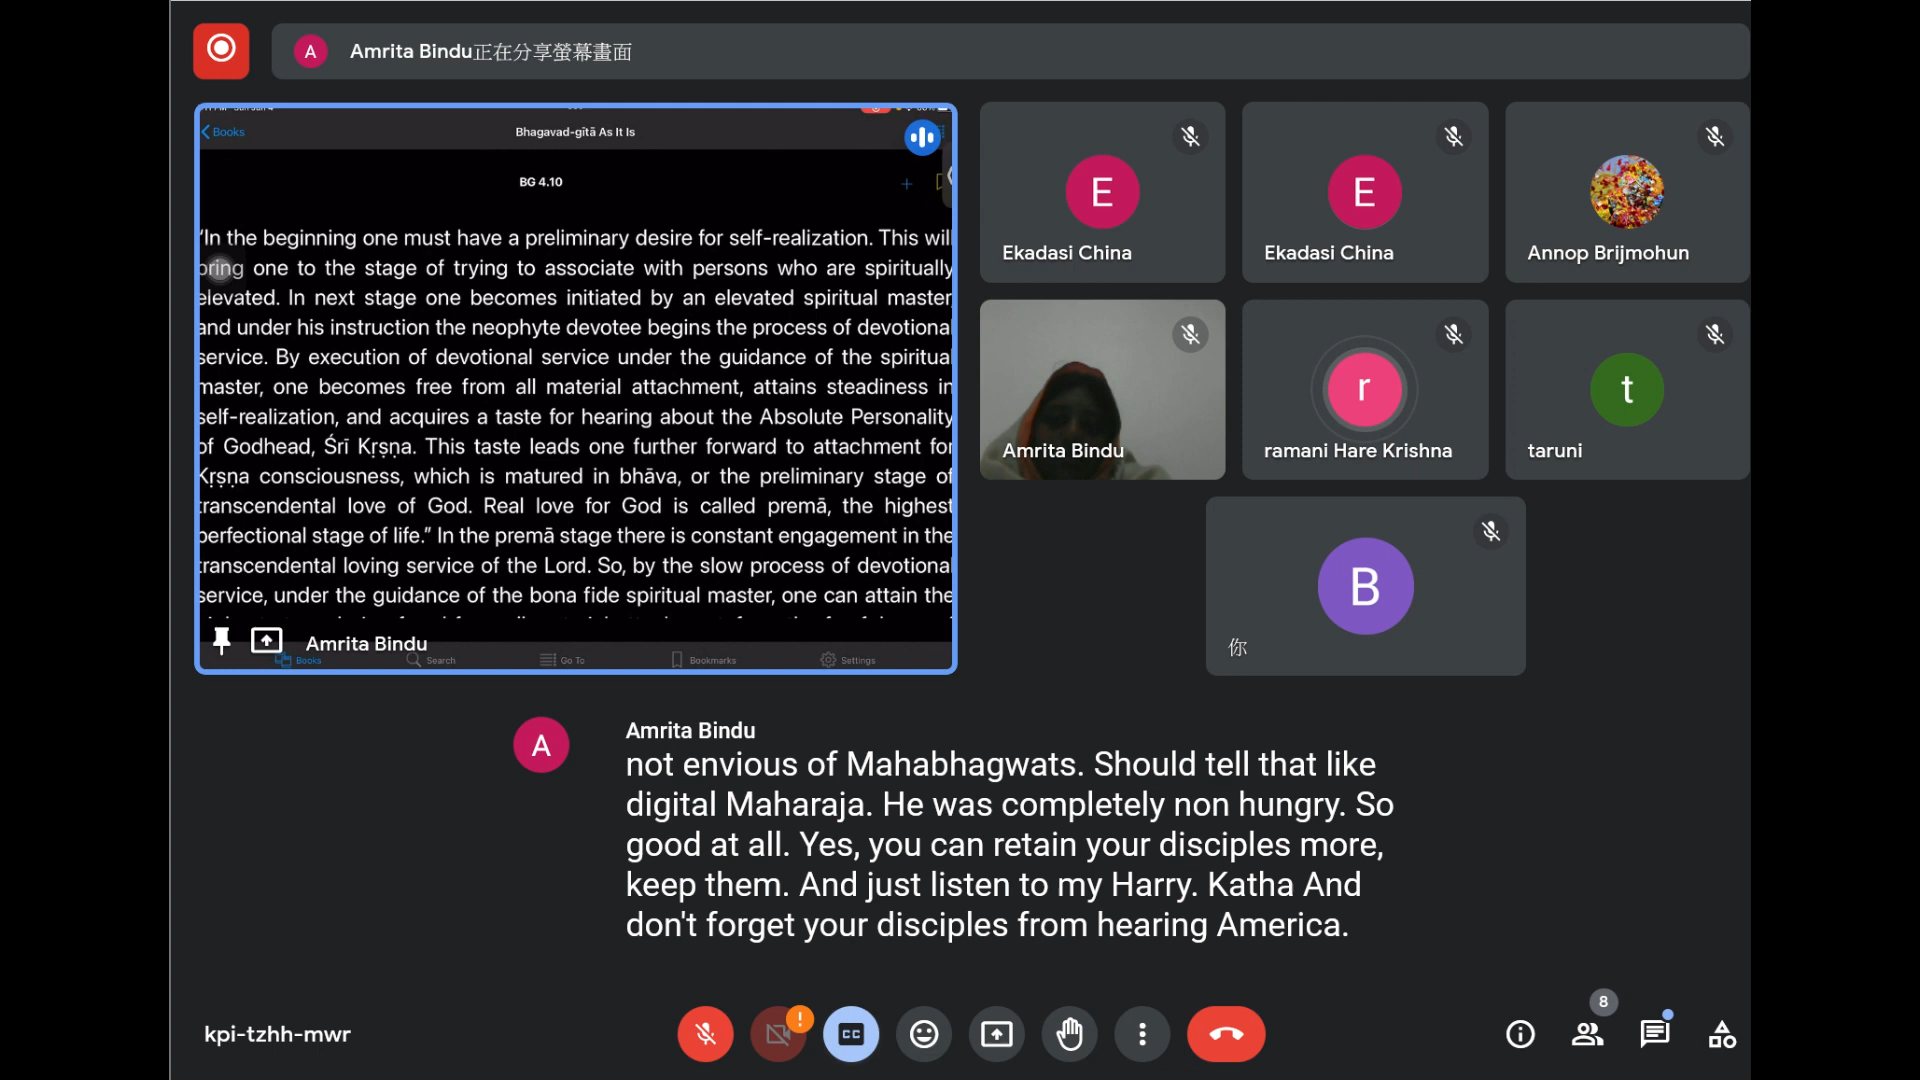 A Amrita Bindu正在分享螢幕畫面
Books
Bhagavad-gītā As It Is
BG 4.10
“In the beginning one must have a preliminary desire for self-realization. This will
bring one to the stage of trying to associate with persons who are spiritually
elevated. In next stage one becomes initiated by an elevated spiritual master
and under his instruction the neophyte devotee begins the process of devotional
service. By execution of devotional service under the guidance of the spiritual
master, one becomes free from all material attachment, attains steadiness in
self-realization, and acquires a taste for hearing about the Absolute Personality
of Godhead, Śrī Kṛṣṇa. This taste leads one further forward to attachment for
Kṛṣṇa consciousness, which is matured in bhāva, or the preliminary stage of
transcendental love of God. Real love for God is called premā, the highest
perfectional stage of life.” In the premā stage there is constant engagement in the
transcendental loving service of the Lord. So, by the slow process of devotional
service, under the guidance of the bona fide spiritual master, one can attain the
Amrita Bindu
Books Search Go To Bookmarks Settings
E
Ekadasi China
E
Ekadasi China
Annop Brijmohun
Amrita Bindu
r
ramani Hare Krishna
t
taruni
B
你
A
Amrita Bindu
not envious of Mahabhagwats. Should tell that like
digital Maharaja. He was completely non hungry. So
good at all. Yes, you can retain your disciples more,
keep them. And just listen to my Harry. Katha And
don't forget your disciples from hearing America.
kpi-tzhh-mwr
CC
8